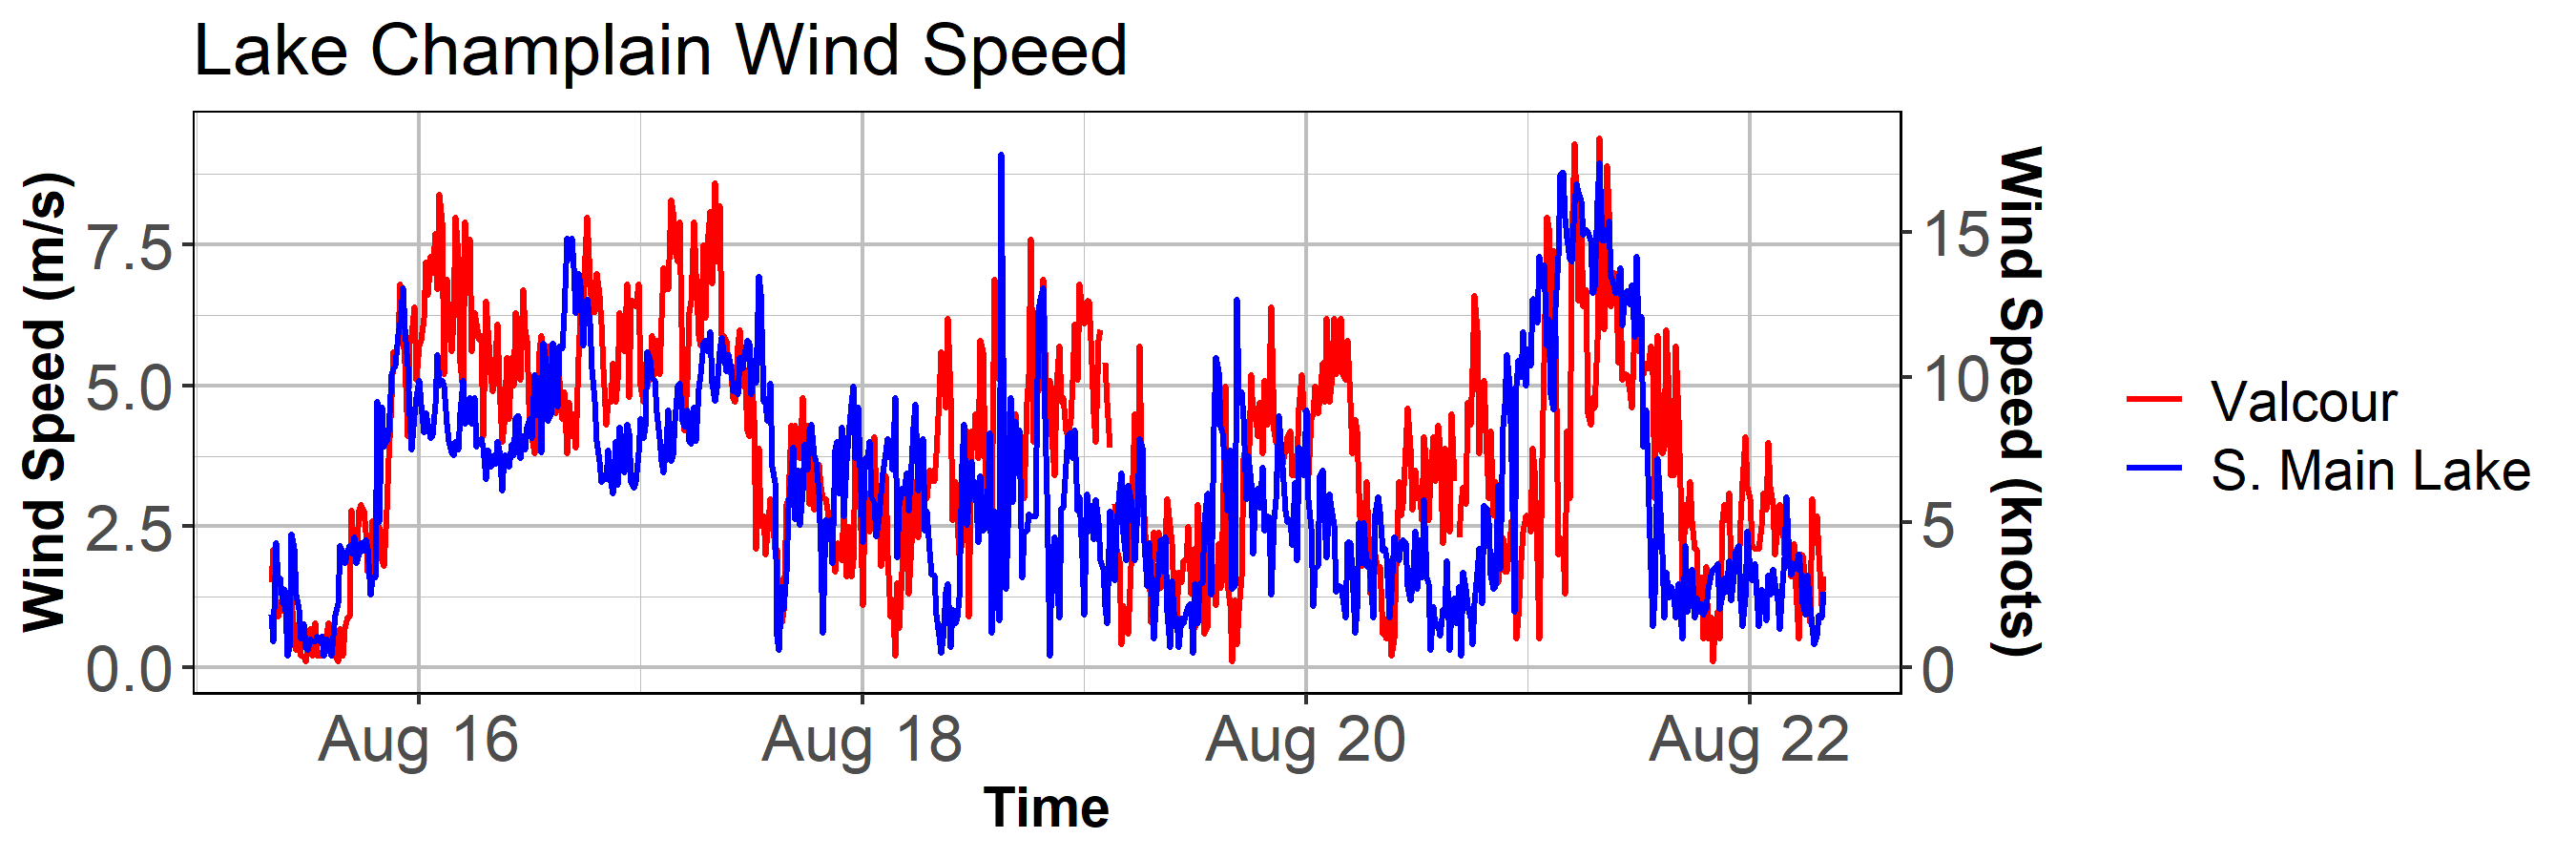 Lake Champlain Wind Speed
Wind Speed (m/s)
7.5
5.0
2.5
0.0
Aug 16
Aug 18
Aug 20
Aug 22
Time
15
10
5
0
Wind Speed (knots)
Valcour
S. Main Lake